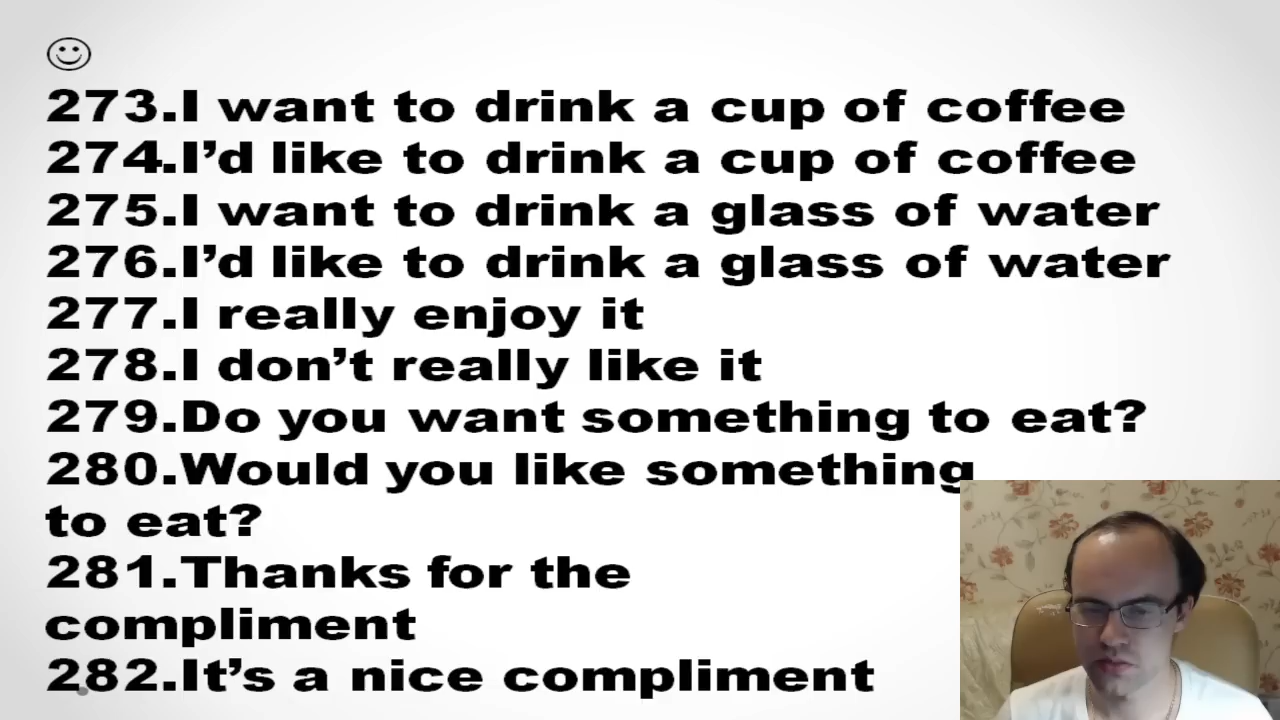 273.I want to drink a cup of coffee
274.I’d like to drink a cup of coffee
275.I want to drink a glass of water
276.I’d like to drink a glass of water
277.I really enjoy it
278.I don’t really like it
279.Do you want something to eat?
280.Would you like something
to eat?
281.Thanks for the
compliment
282.It’s a nice compliment